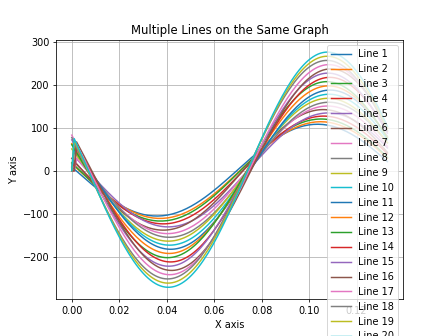 Multiple Lines on the Same Graph
300
200
100
0
−100
−200
Y axis
0.00
0.02
0.04
0.06
0.08
0.10
X axis
Line 1
Line 2
Line 3
Line 4
Line 5
Line 6
Line 7
Line 8
Line 9
Line 10
Line 11
Line 12
Line 13
Line 14
Line 15
Line 16
Line 17
Line 18
Line 19
Line 20